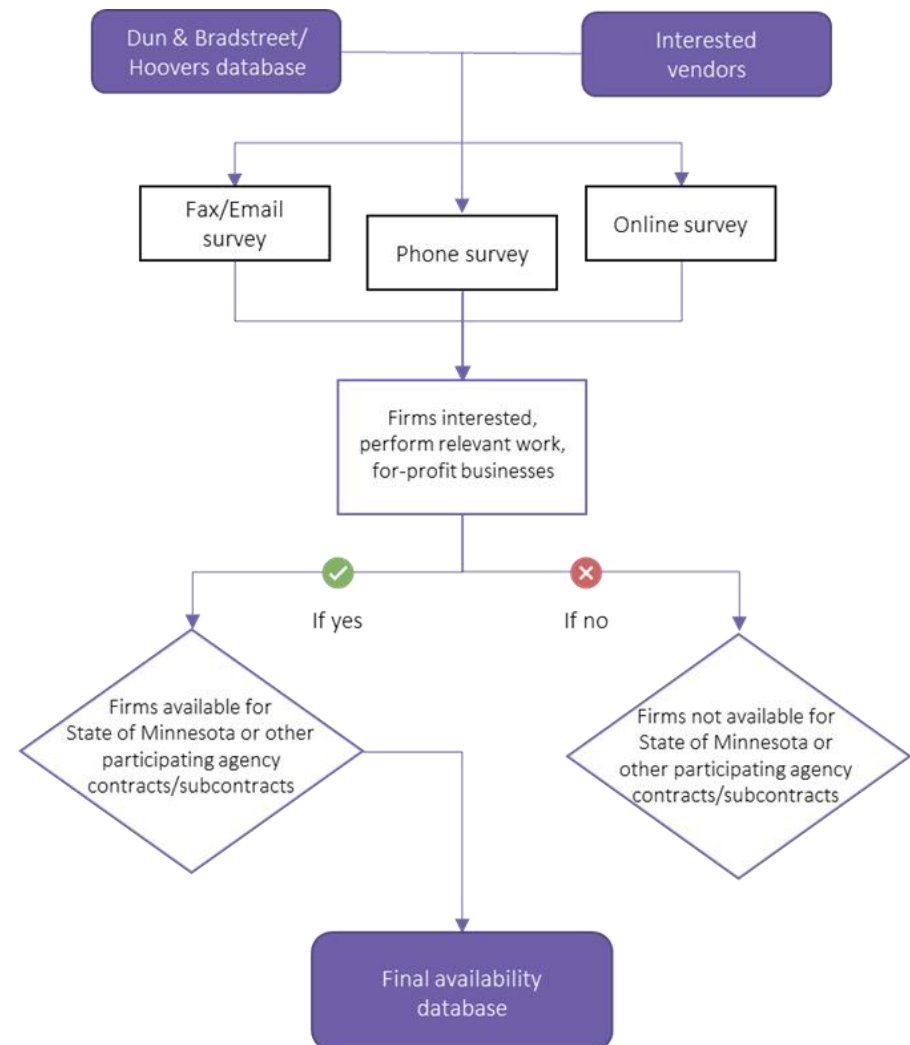 Dun & Bradstreet/
Hoovers database
Interested
vendors
Fax/Email
survey
Phone survey
Online survey
Firms interested,
perform relevant work,
for-profit businesses
If yes
If no
Firms available for
State of Minnesota or other
participating agency
contracts/subcontracts
Firms not available for
State of Minnesota or
other participating agency
contracts/subcontracts
Final availability
database